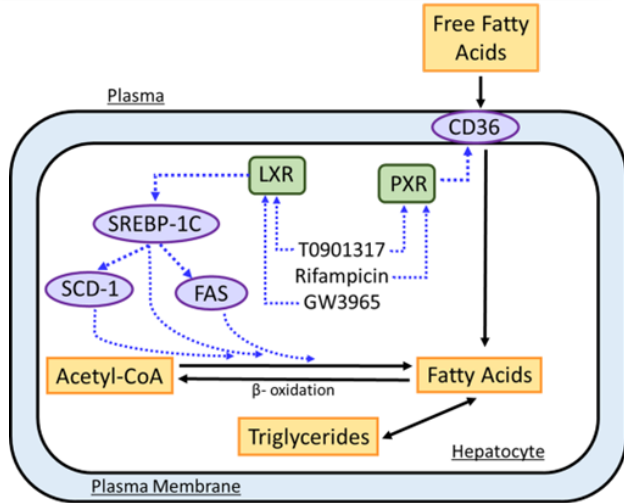 Free Fatty
Acids
Plasma
CD36
LXR
PXR
SREBP-1C
T0901317
Rifampicin
SCD-1
FAS
GW3965
Acetyl-CoA
Fatty Acids
β- oxidation
Triglycerides
Hepatocyte
Plasma Membrane